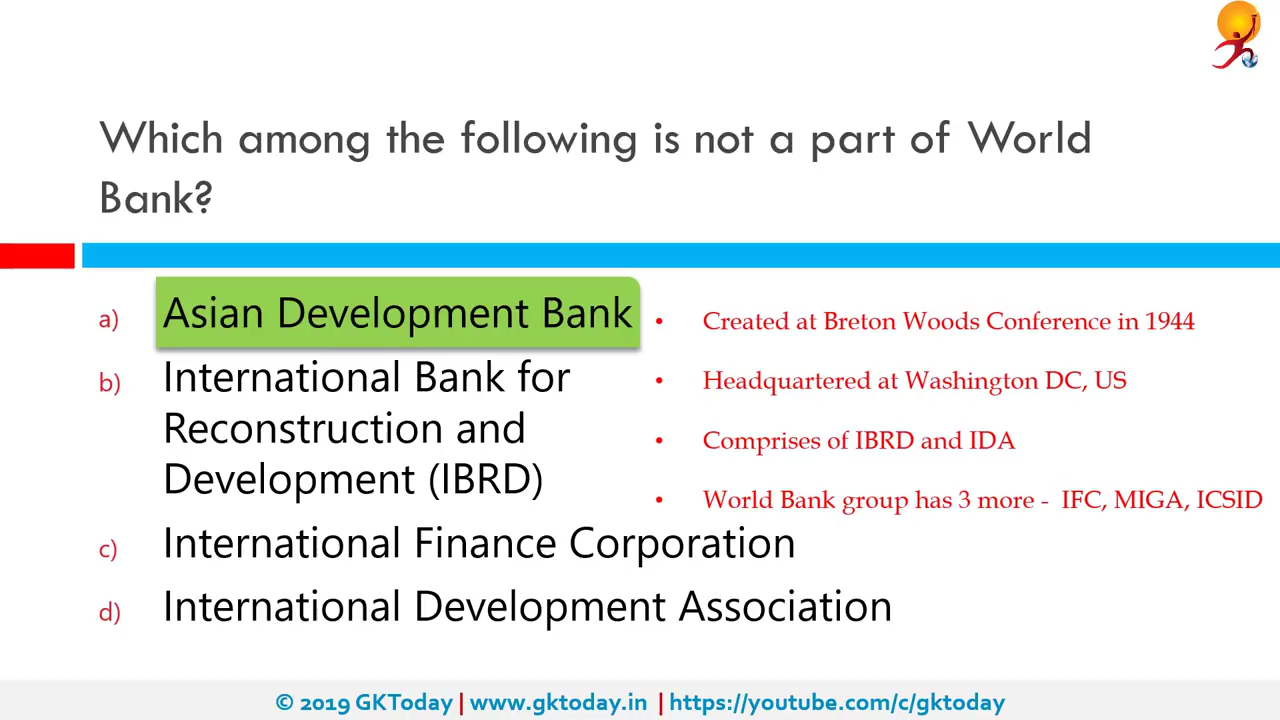 Which among the following is not a part of World
Bank?
a) Asian Development Bank
• Created at Breton Woods Conference in 1944
b) International Bank for
Reconstruction and
Development (IBRD)
• Headquartered at Washington DC, US
• Comprises of IBRD and IDA
• World Bank group has 3 more - IFC, MIGA, ICSID
c) International Finance Corporation
d) International Development Association
© 2019 GKToday | www.gktoday.in | https://youtube.com/c/gktoday